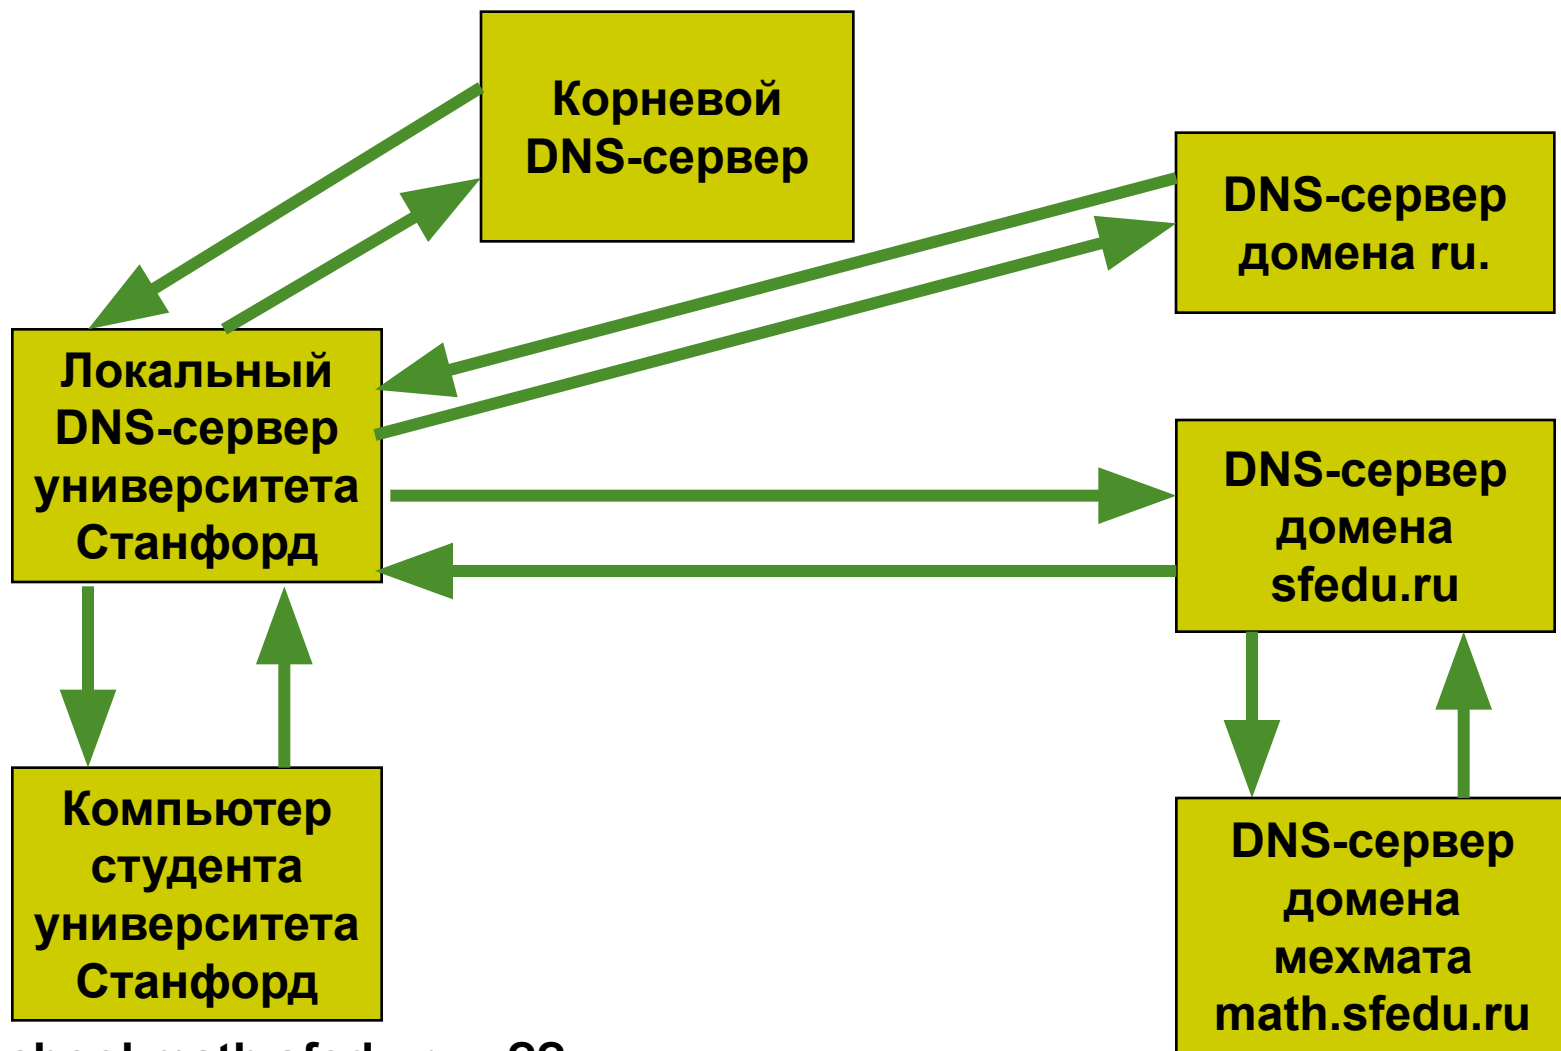 Корневой
DNS-сервер
DNS-сервер
домена ru.
Локальный
DNS-сервер
университета
Станфорд
DNS-сервер
домена
sfedu.ru
Компьютер
студента
университета
Станфорд
DNS-сервер
домена
мехмата
math.sfedu.ru